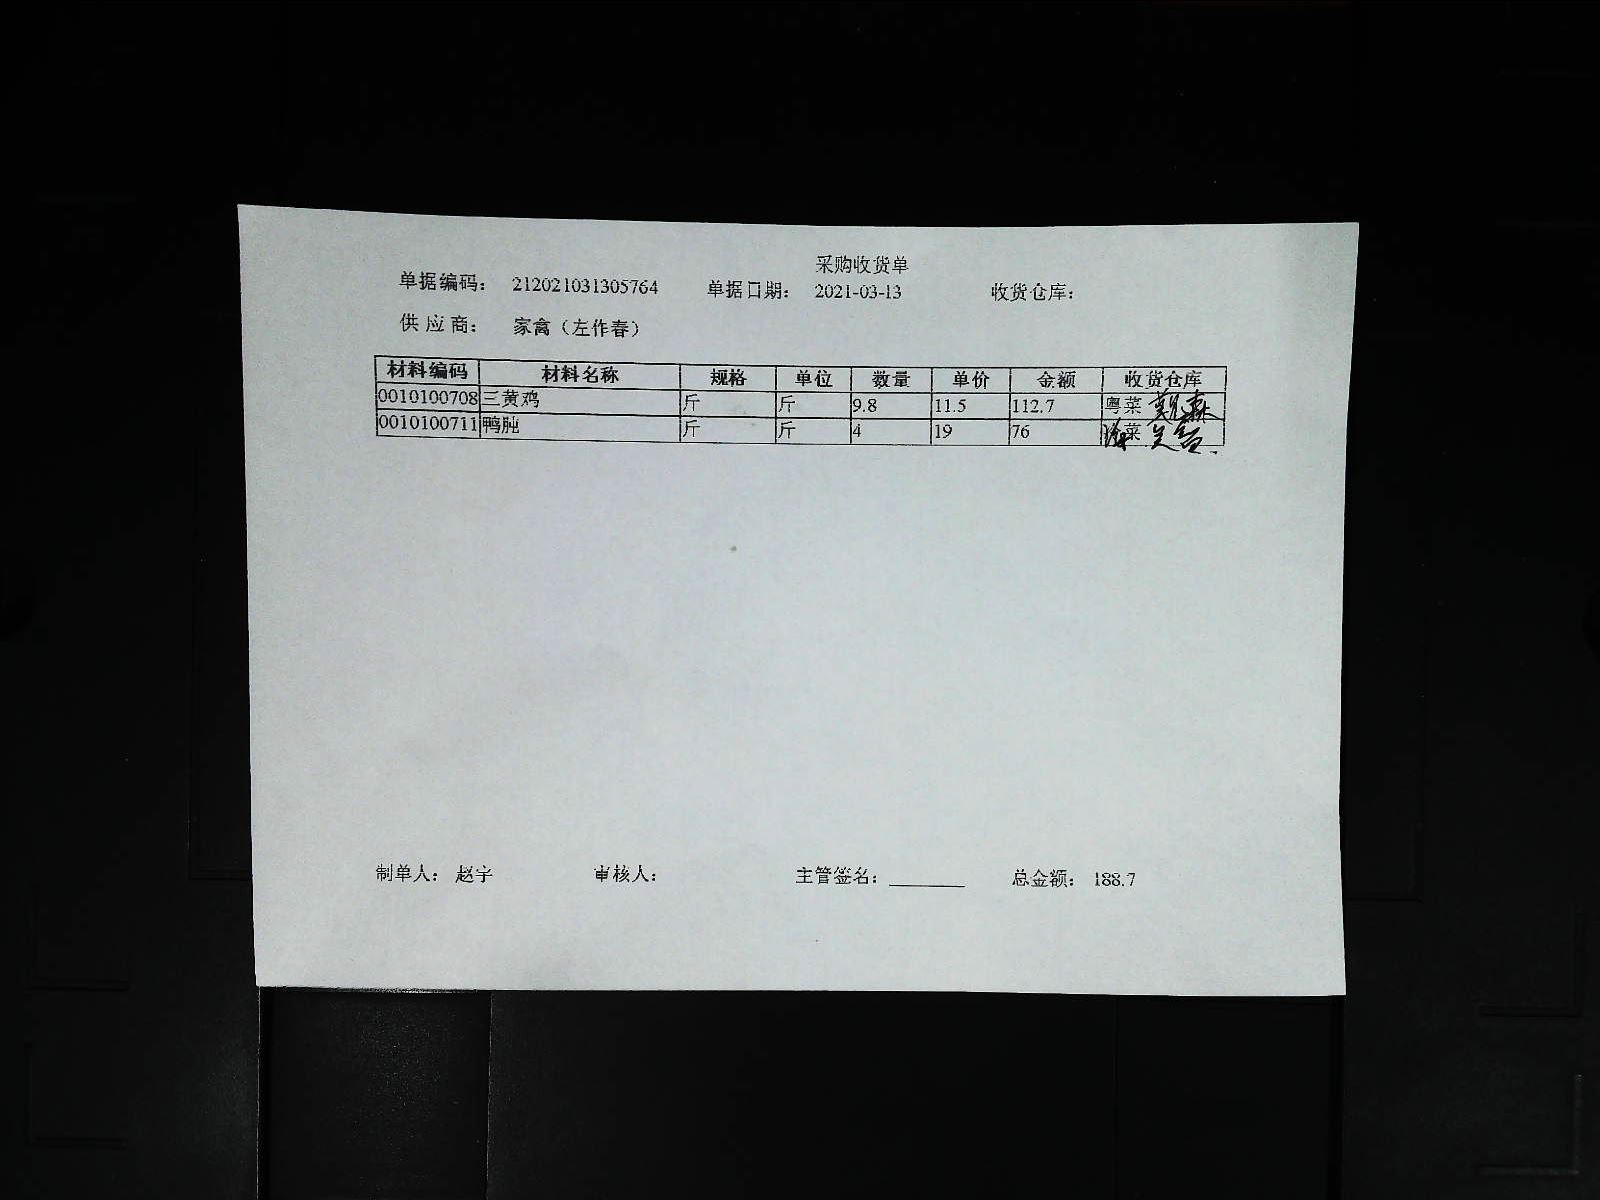 采购收货单
单据编码： 212021031305764 单据日期： 2021-03-13 收货仓库：
供应商： 家禽（左作春）
材料编码 材料名称 规格 单位 数量 单价 金额 收货仓库
0010100708 三黄鸡 斤 斤 9.8 11.5 112.7 粤菜
0010100711 鸭肫 斤 斤 4 19 76 菜
制单人： 赵宇 审核人： 主管签名： 总金额： 188.7